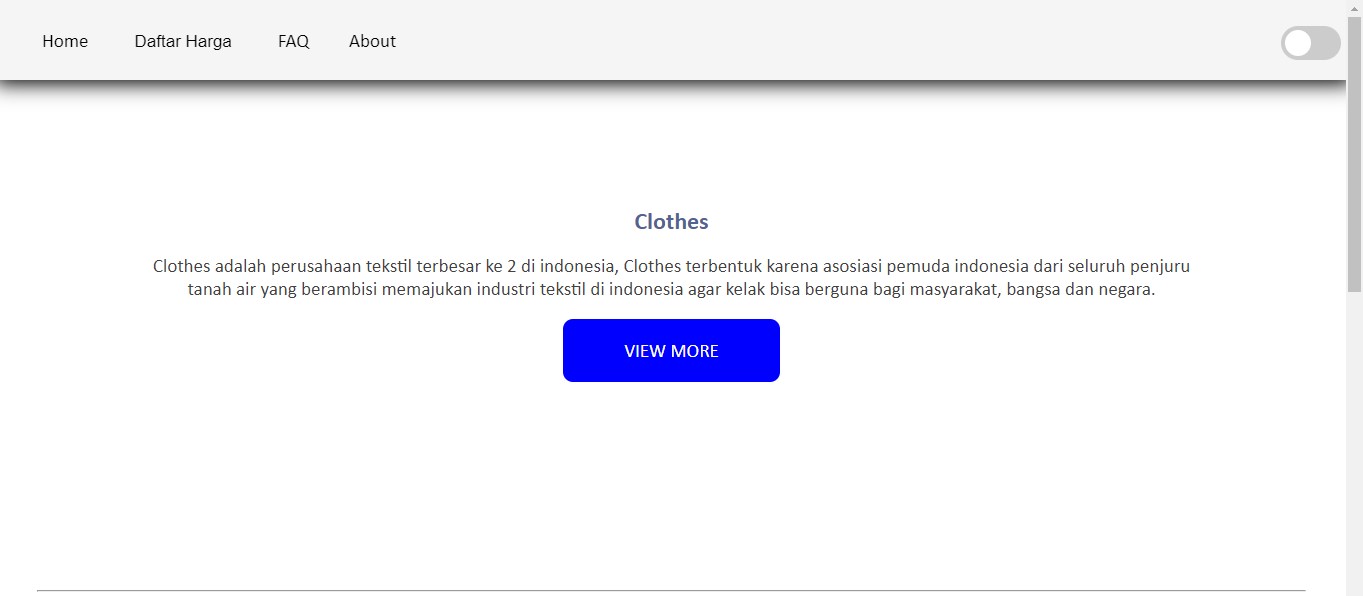 Home Daftar Harga FAQ About
Clothes
Clothes adalah perusahaan tekstil terbesar ke 2 di indonesia, Clothes terbentuk karena asosiasi pemuda indonesia dari seluruh penjuru
tanah air yang berambisi memajukan industri tekstil di indonesia agar kelak bisa berguna bagi masyarakat, bangsa dan negara.
VIEW MORE